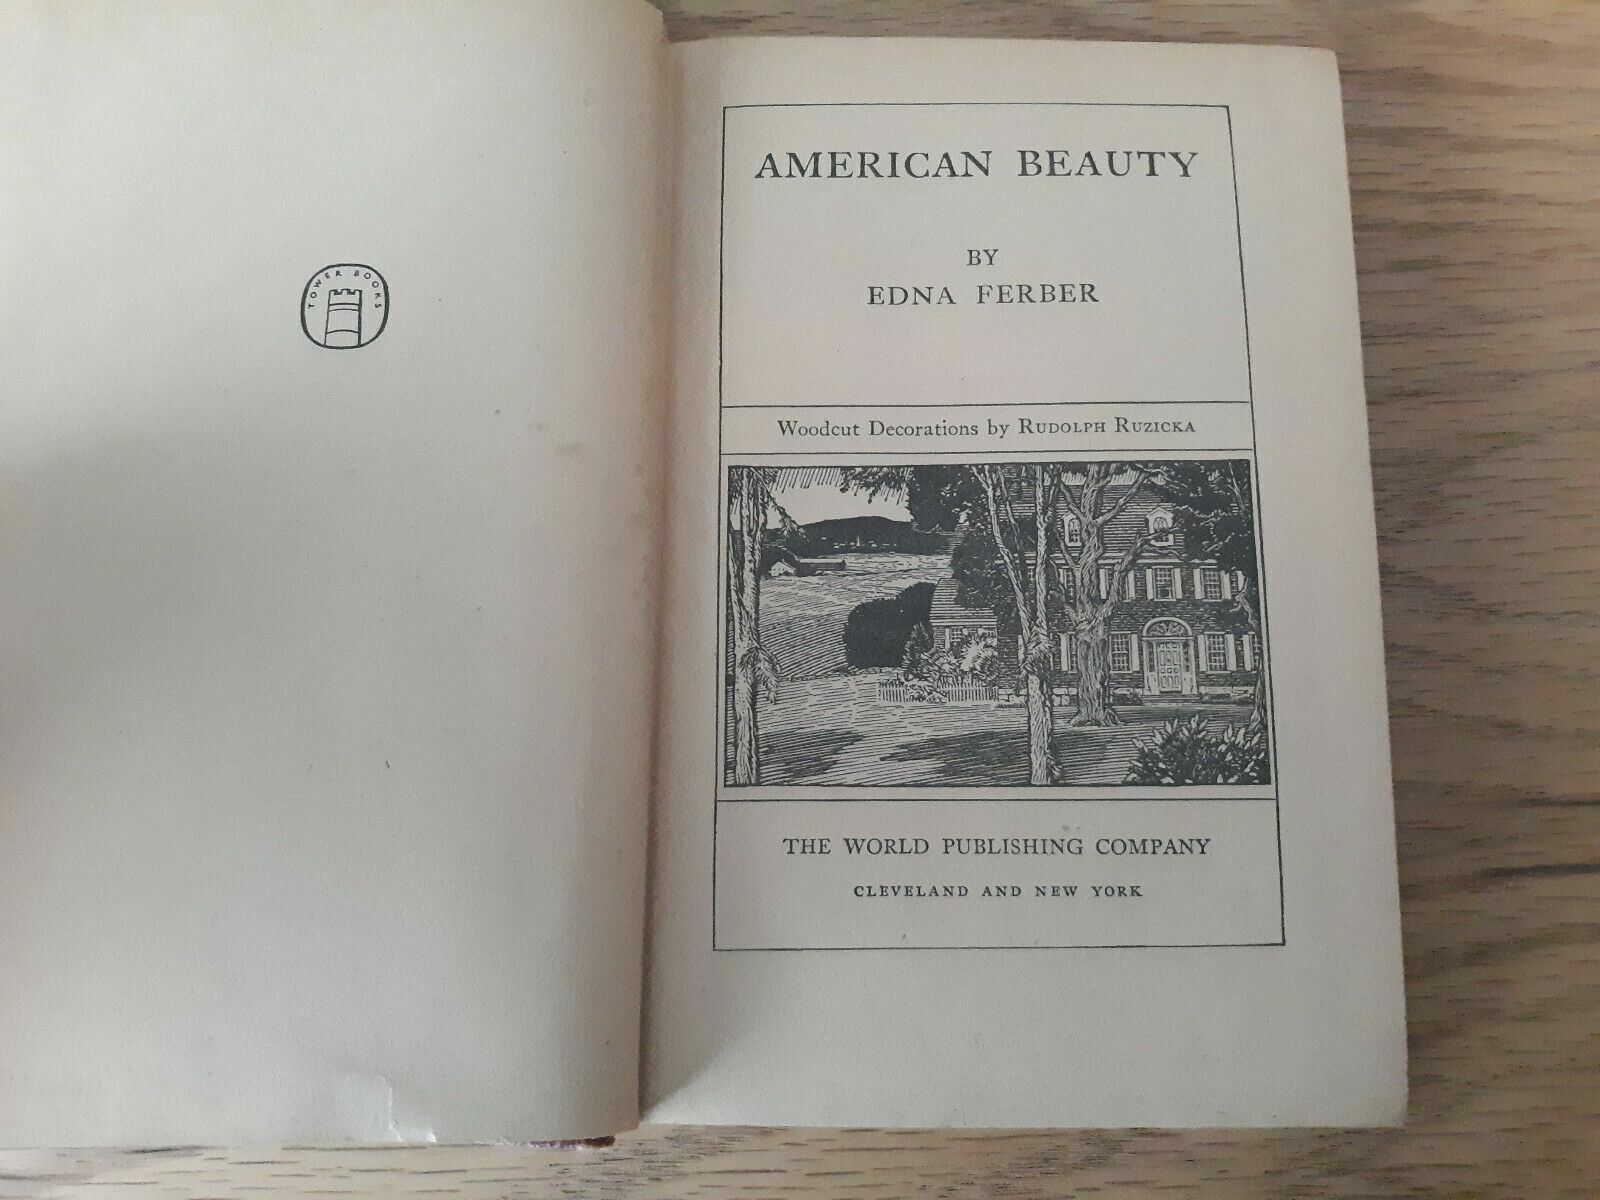 TOWER BOOKS
AMERICAN BEAUTY
BY
EDNA FERBER
Woodcut Decorations by RUDOLPH RUZICKA
THE WORLD PUBLISHING COMPANY
CLEVELAND AND NEW YORK